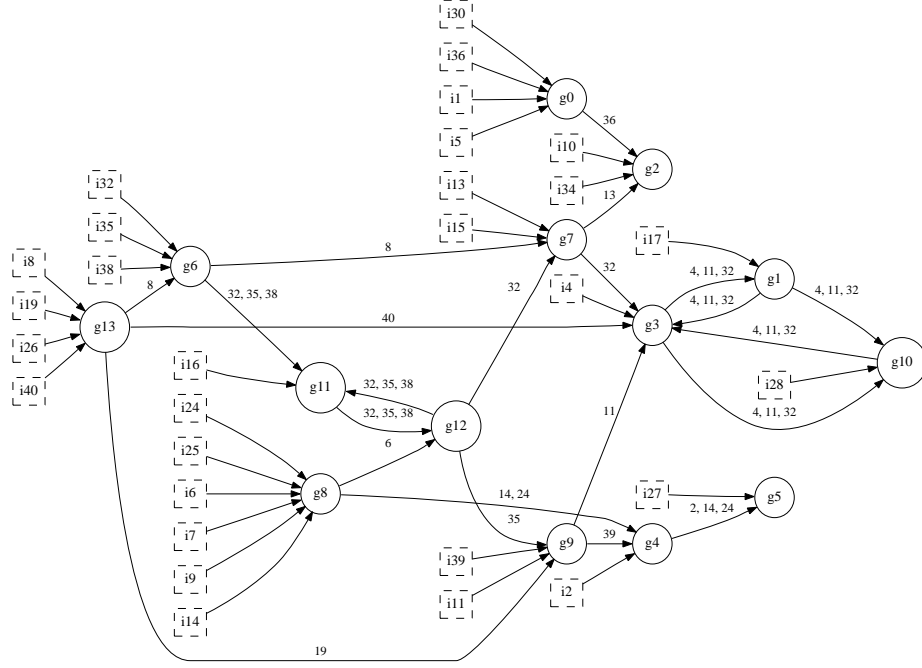 i30
i36
i1
g0
i5
36
i10
g2
i34
i32
i13
13
i35
i15
i17
g7
i8
i38
g6
8
g1
8
32, 35, 38
32
32
i4
4, 11, 32
4, 11, 32
4, 11, 32
i19
g13
40
g3
4, 11, 32
i26
g10
i40
i16
g11
32, 35, 38
i28
32, 35, 38
11
4, 11, 32
i24
g12
6
i25
i6
g8
14, 24
i27
g5
2, 14, 24
i7
35
39
g9
g4
i9
i39
i11
i2
i14
19